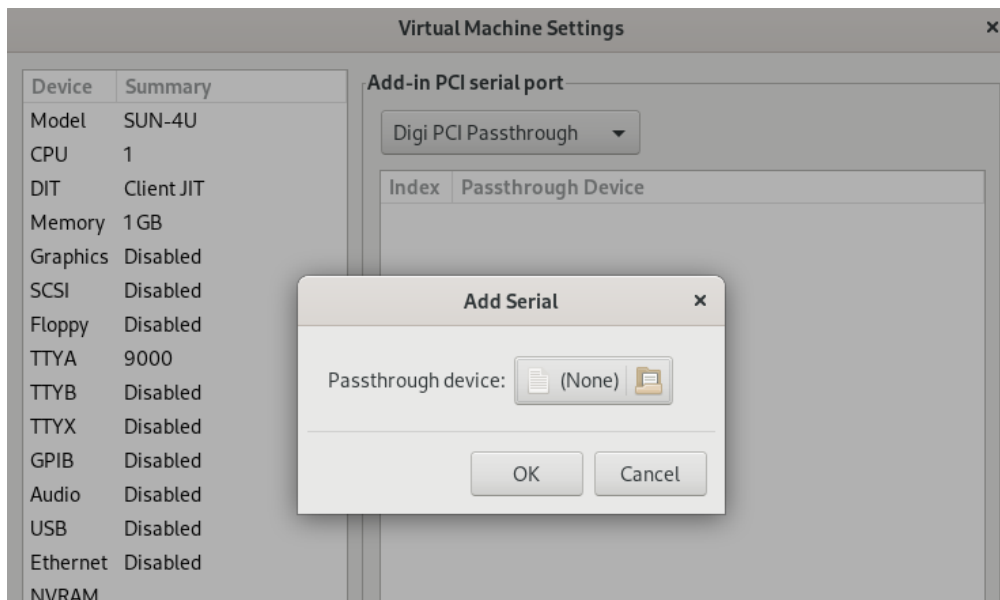 Virtual Machine Settings ×
Device Summary
Model SUN-4U
CPU 1
DIT Client JIT
Memory 1 GB
Graphics Disabled
SCSI Disabled
Floppy Disabled
TTYA 9000
TTYB Disabled
TTYX Disabled
GPIB Disabled
Audio Disabled
USB Disabled
Ethernet Disabled
NVRAM
Add-in PCI serial port
Digi PCI Passthrough
Index Passthrough Device
Add Serial ×
Passthrough device: (None)
OK Cancel